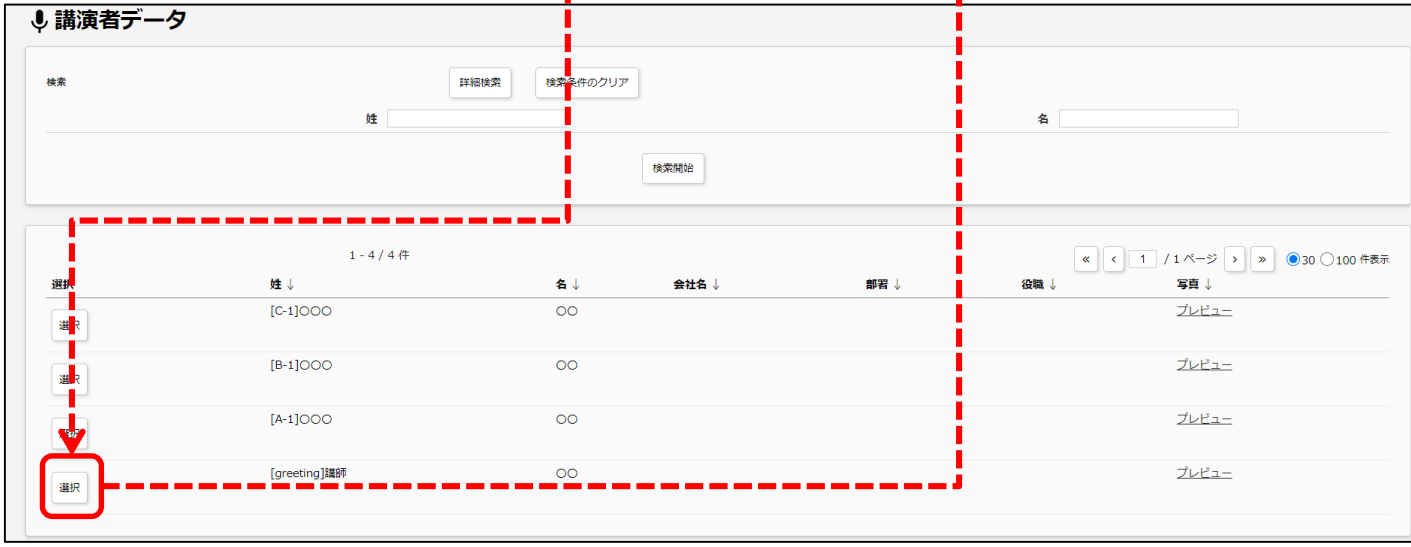 講演者データ
検索 詳細検索 検索条件のクリア
姓 名
検索開始
1 - 4 / 4 件 « ‹ 1 / 1 ページ › » 30 100 件表示
選択 姓 ↓ 名 ↓ 会社名 ↓ 部署 ↓ 役職 ↓ 写真 ↓
選択 [C-1]〇〇〇 〇〇 プレビュー
選択 [B-1]〇〇〇 〇〇 プレビュー
選択 [A-1]〇〇〇 〇〇 プレビュー
選択 [greeting]講師 〇〇 プレビュー